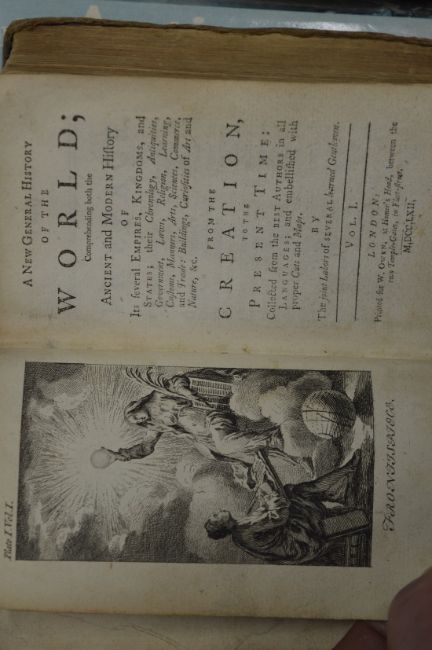 Plate I. Vol. I.
FRONTISPIECE.
A NEW GENERAL HISTORY
OF THE
WORLD;
Comprehending both the
ANCIENT and MODERN History
OF
Its several EMPIRES, KINGDOMS, and
STATES; their Chronology, Antiquities,
Government, Laws, Religion, Learning,
Customs, Manners, Arts, Sciences, Commerce,
and Trade: Buildings, Curiosities of Art and
Nature, &c.
FROM THE
CREATION,
TO THE
PRESENT TIME:
Collected from the BEST AUTHORS in all
LANGUAGES; and embellished with
proper Cuts and Maps.
BY
The joint Labors of SEVERAL learned Gentlemen.
VOL. I.
LONDON:
Printed for W. OWEN, at Homer's Head, between the
two Temple-Gates, in Fleet-street.
M,DCC,LXII.